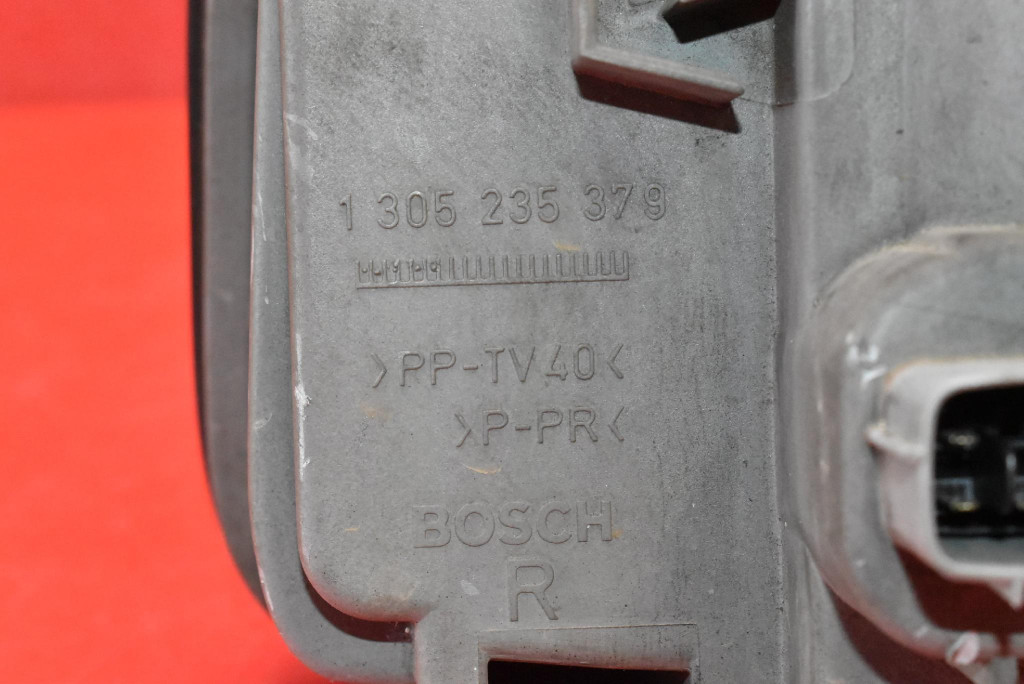 1 305 235 379
>PP-TV40<
>P-PR<
BOSCH
R